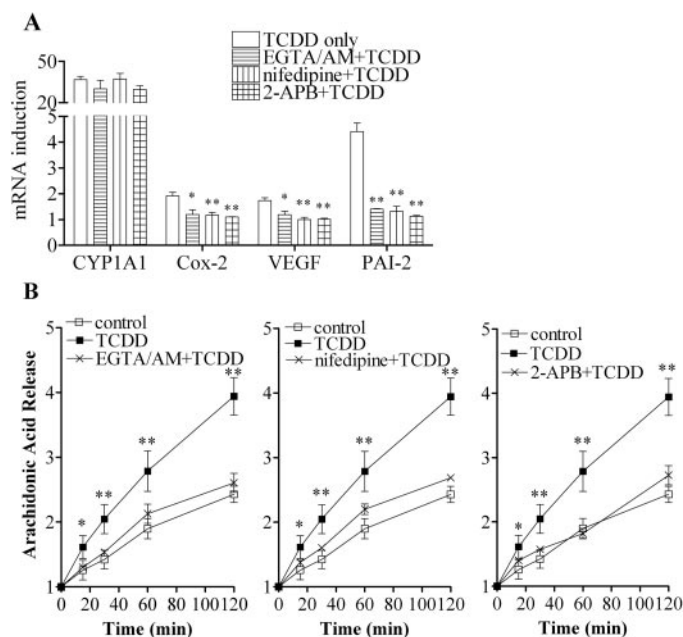 A
TCDD only
EGTA/AM+TCDD
nifedipine+TCDD
2-APB+TCDD
mRNA induction
50
20
5
4
3
2
1
0
* ** **
* ** **
** ** **
CYP1A1 Cox-2 VEGF PAI-2
B
control
TCDD
EGTA/AM+TCDD
control
TCDD
nifedipine+TCDD
control
TCDD
2-APB+TCDD
Arachidonic Acid Release
5
4
3
2
1
* ** ** **
0 20 40 60 80 100 120
Time (min)
5
4
3
2
1
* ** ** **
0 20 40 60 80 100 120
Time (min)
5
4
3
2
1
* ** ** **
0 20 40 60 80 100 120
Time (min)